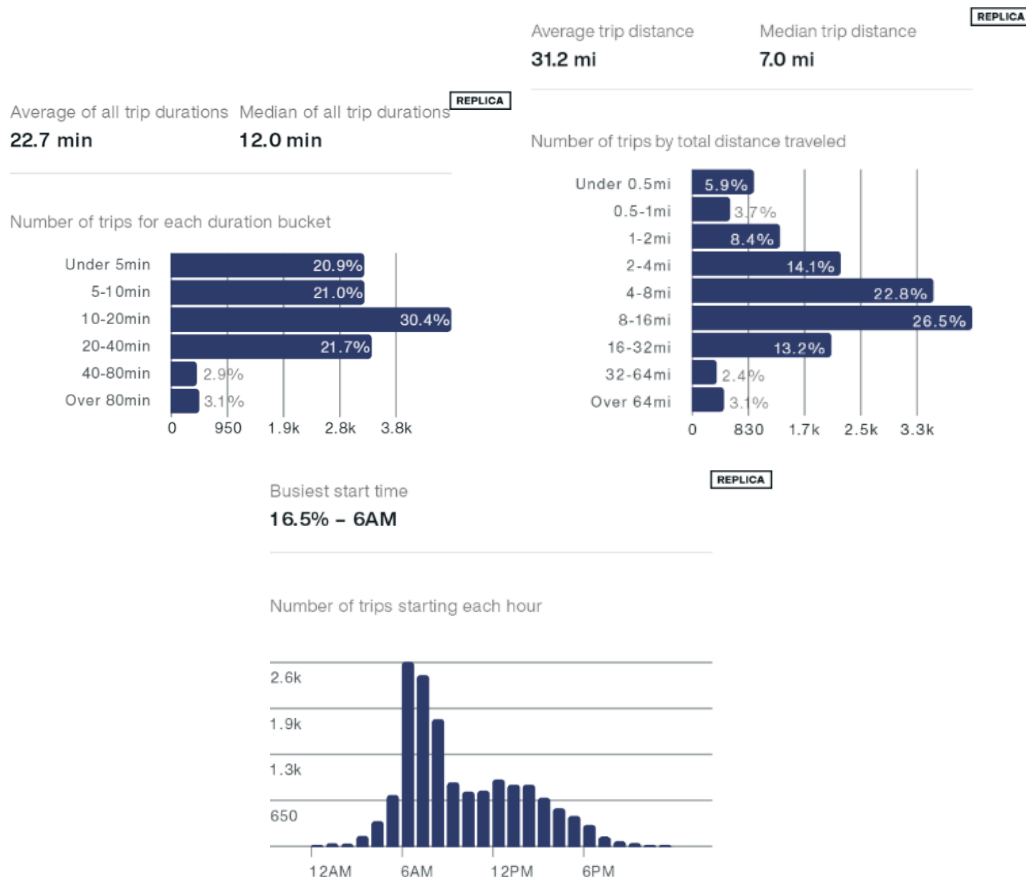 Average of all trip durations Median of all trip durations
22.7 min 12.0 min
REPLICA
Number of trips for each duration bucket
Under 5min 20.9%
5-10min 21.0%
10-20min 30.4%
20-40min 21.7%
40-80min 2.9%
Over 80min 3.1%
0 950 1.9k 2.8k 3.8k
REPLICA
Average trip distance Median trip distance
31.2 mi 7.0 mi
Number of trips by total distance traveled
Under 0.5mi 5.9%
0.5-1mi 3.7%
1-2mi 8.4%
2-4mi 14.1%
4-8mi 22.8%
8-16mi 26.5%
16-32mi 13.2%
32-64mi 2.4%
Over 64mi 3.1%
0 830 1.7k 2.5k 3.3k
REPLICA
Busiest start time
16.5% – 6AM
Number of trips starting each hour
2.6k
1.9k
1.3k
650
12AM 6AM 12PM 6PM